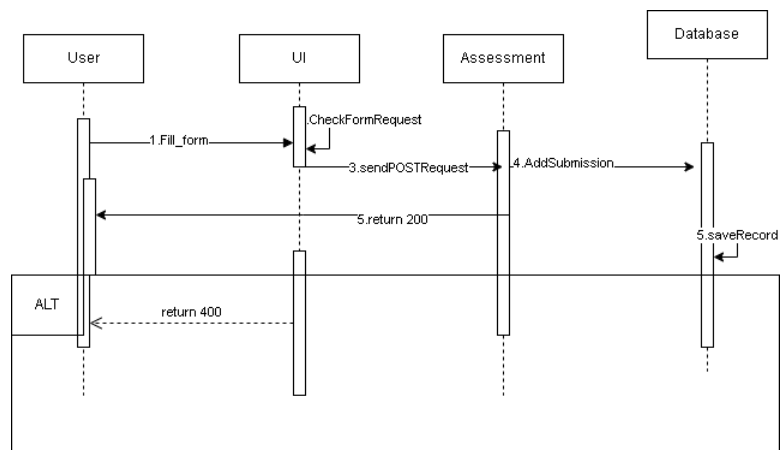 User
UI
Assessment
Database
1.Fill_form
.CheckFormRequest
3.sendPOSTRequest
4.AddSubmission
5.return 200
5.saveRecord
ALT
return 400